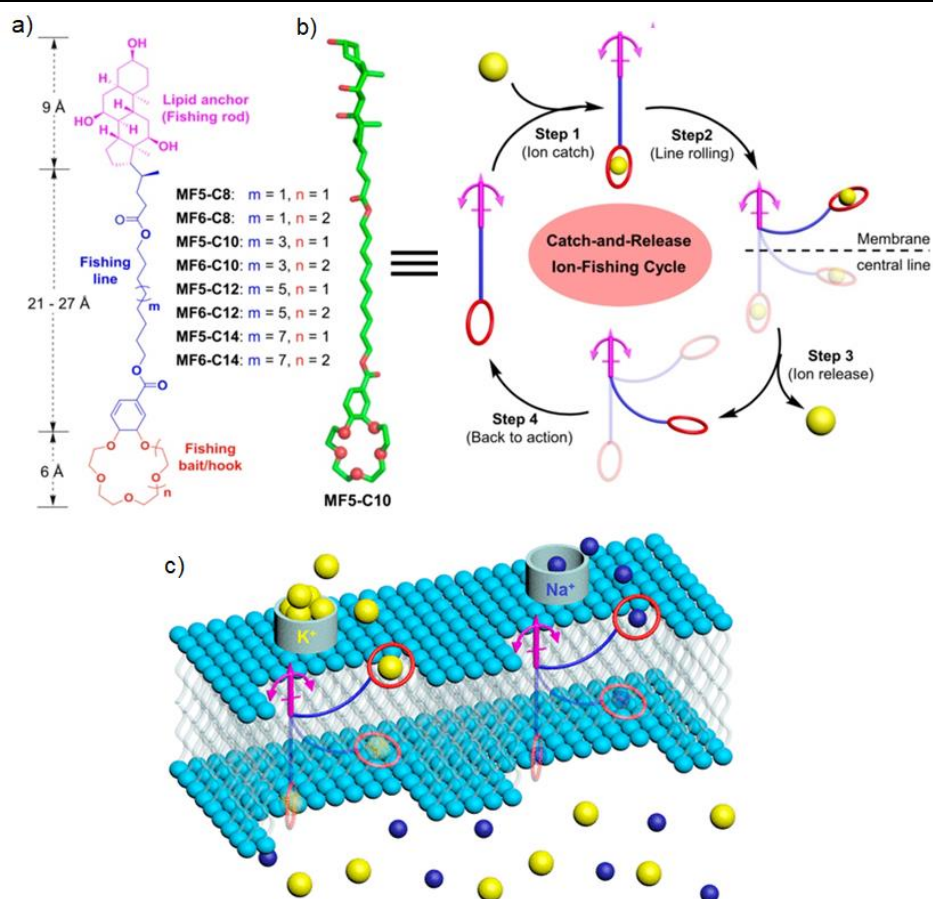 a)
OH
9 Å
H
H
H
H
HO
OH
Lipid anchor
(Fishing rod)
O
O
Fishing line
m
21 - 27 Å
O
O
MF5-C8: m = 1, n = 1
MF6-C8: m = 1, n = 2
MF5-C10: m = 3, n = 1
MF6-C10: m = 3, n = 2
MF5-C12: m = 5, n = 1
MF6-C12: m = 5, n = 2
MF5-C14: m = 7, n = 1
MF6-C14: m = 7, n = 2
6 Å
O
O
O
O
O
n
Fishing
bait/hook
b)
MF5-C10
Step 1
(Ion catch)
Step2
(Line rolling)
Catch-and-Release
Ion-Fishing Cycle
Membrane
central line
Step 3
(Ion release)
Step 4
(Back to action)
c)
K+
Na+